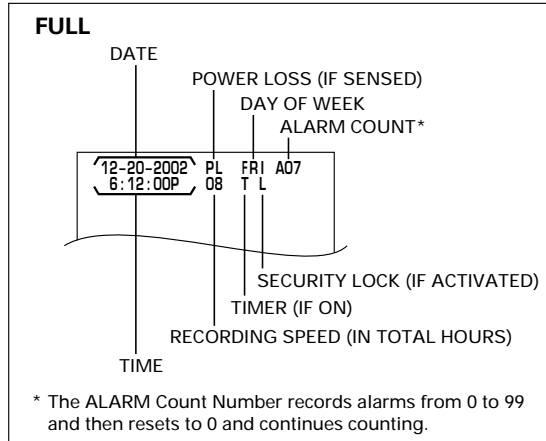 FULL
DATE
POWER LOSS (IF SENSED)
DAY OF WEEK
ALARM COUNT*
12-20-2002 PL FRI A07
6:12:00P 08 T L
SECURITY LOCK (IF ACTIVATED)
TIMER (IF ON)
RECORDING SPEED (IN TOTAL HOURS)
TIME
* The ALARM Count Number records alarms from 0 to 99
and then resets to 0 and continues counting.